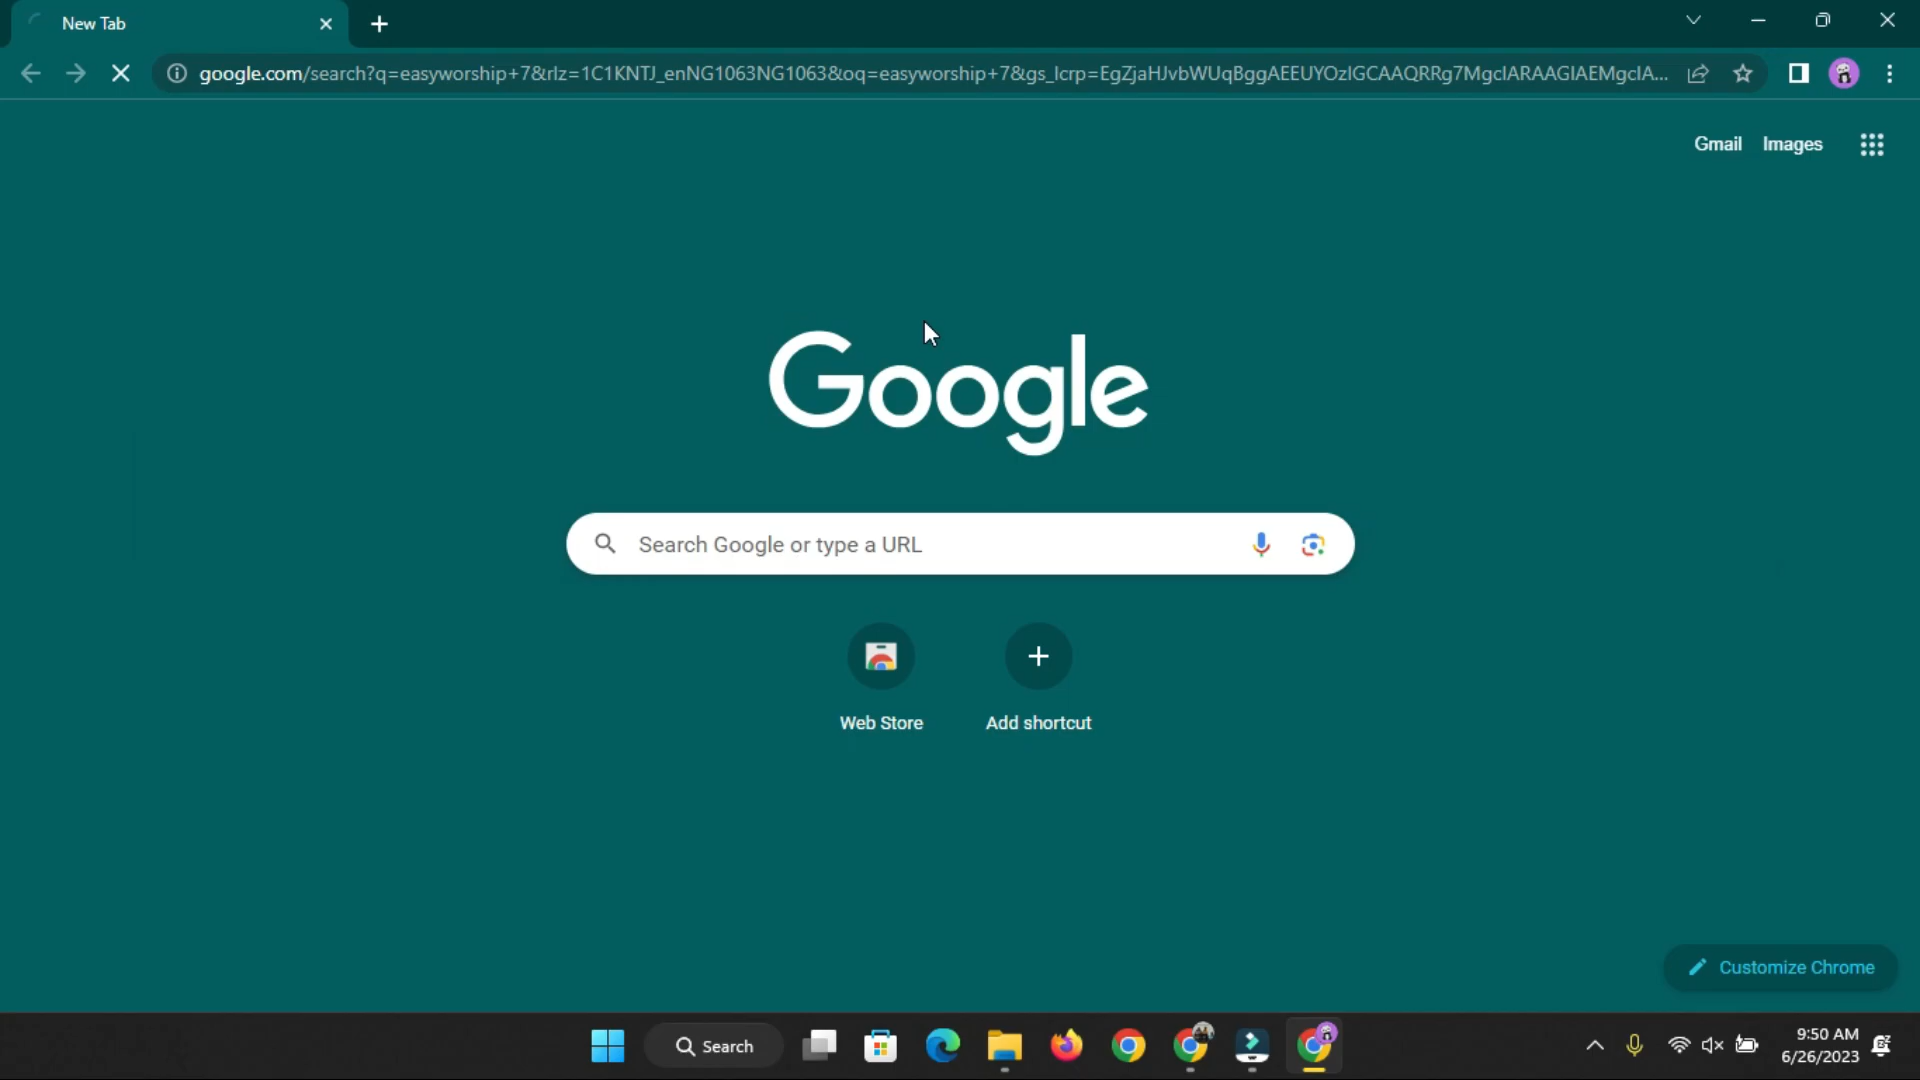 New Tab
google.com/search?q=easyworship+7&rlz=1C1KNTJ_enNG1063NG1063&oq=easyworship+7&gs_lcrp=EgZjaHJvbWUqBggAEEUYOzIGCAAQRRg7MgcIARAAGIAEMgcIA...
Gmail Images
Google
Search Google or type a URL
Web Store Add shortcut
Customize Chrome
Search
9:50 AM
6/26/2023